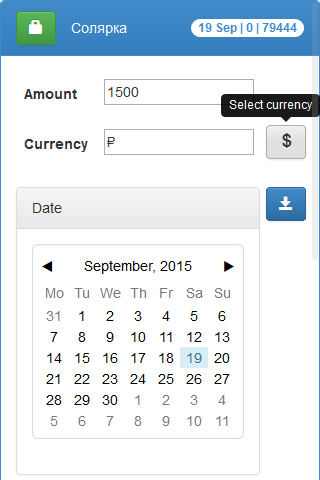 Солярка
19 Sep | 0 | 79444
Amount
1500
Select currency
Currency
₽
$
Date
September, 2015
Mo Tu We Th Fr Sa Su
31 1 2 3 4 5 6
7 8 9 10 11 12 13
14 15 16 17 18 19 20
21 22 23 24 25 26 27
28 29 30 1 2 3 4
5 6 7 8 9 10 11